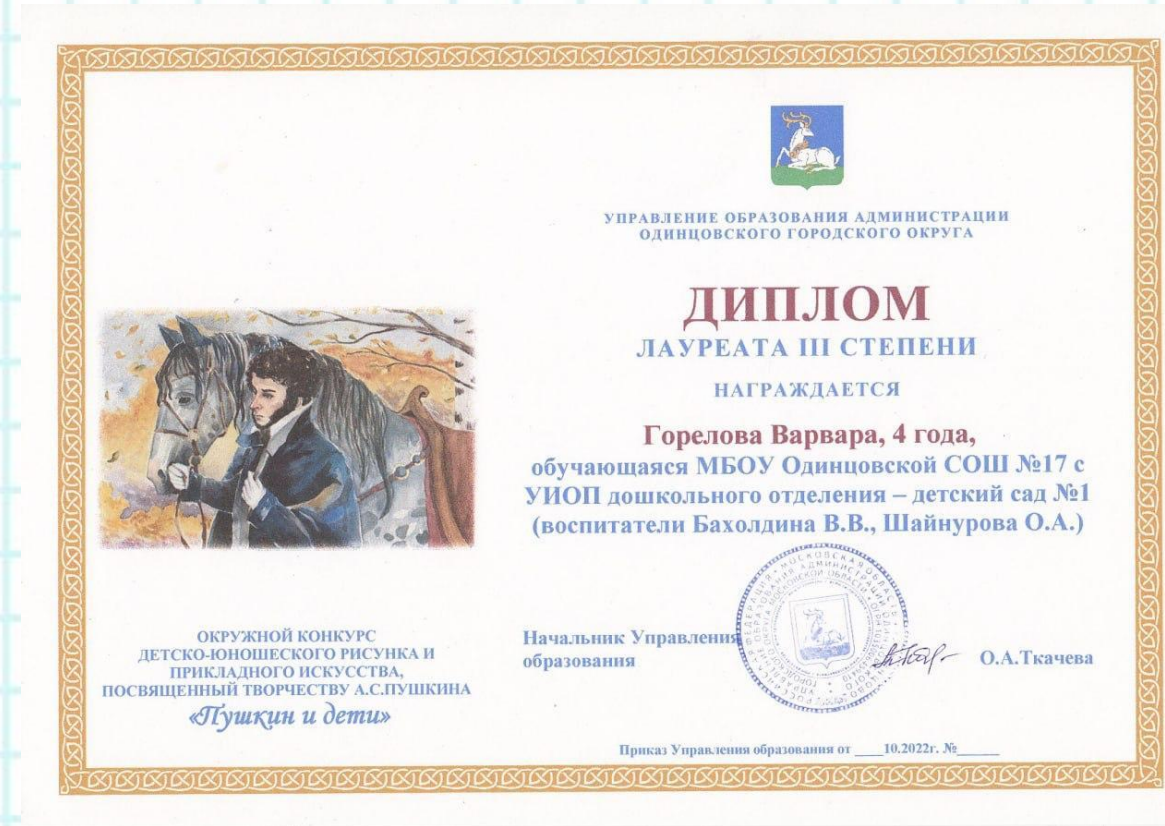 УПРАВЛЕНИЕ ОБРАЗОВАНИЯ АДМИНИСТРАЦИИ
ОДИНЦОВСКОГО ГОРОДСКОГО ОКРУГА
ДИПЛОМ
ЛАУРЕАТА III СТЕПЕНИ
НАГРАЖДАЕТСЯ
Горелова Варвара, 4 года,
обучающаяся МБОУ Одинцовской СОШ №17 с
УИОП дошкольного отделения – детский сад №1
(воспитатели Бахолдина В.В., Шайнурова О.А.)
ОКРУЖНОЙ КОНКУРС
ДЕТСКО-ЮНОШЕСКОГО РИСУНКА И
ПРИКЛАДНОГО ИСКУССТВА,
ПОСВЯЩЕННЫЙ ТВОРЧЕСТВУ А.С.ПУШКИНА
«Пушкин и дети»
Начальник Управления
образования
О.А.Ткачева
МОСКОВСКАЯ ОБЛАСТЬ
Приказ Управления образования от ____10.2022г. №______